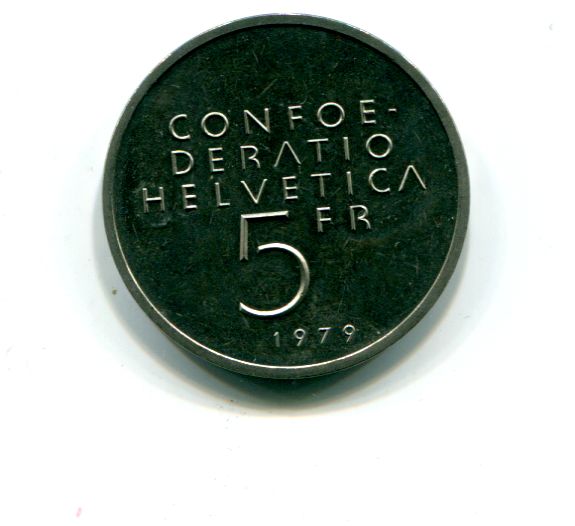 CONFOE-
DERATIO
HELVETICA
FR
5
1979